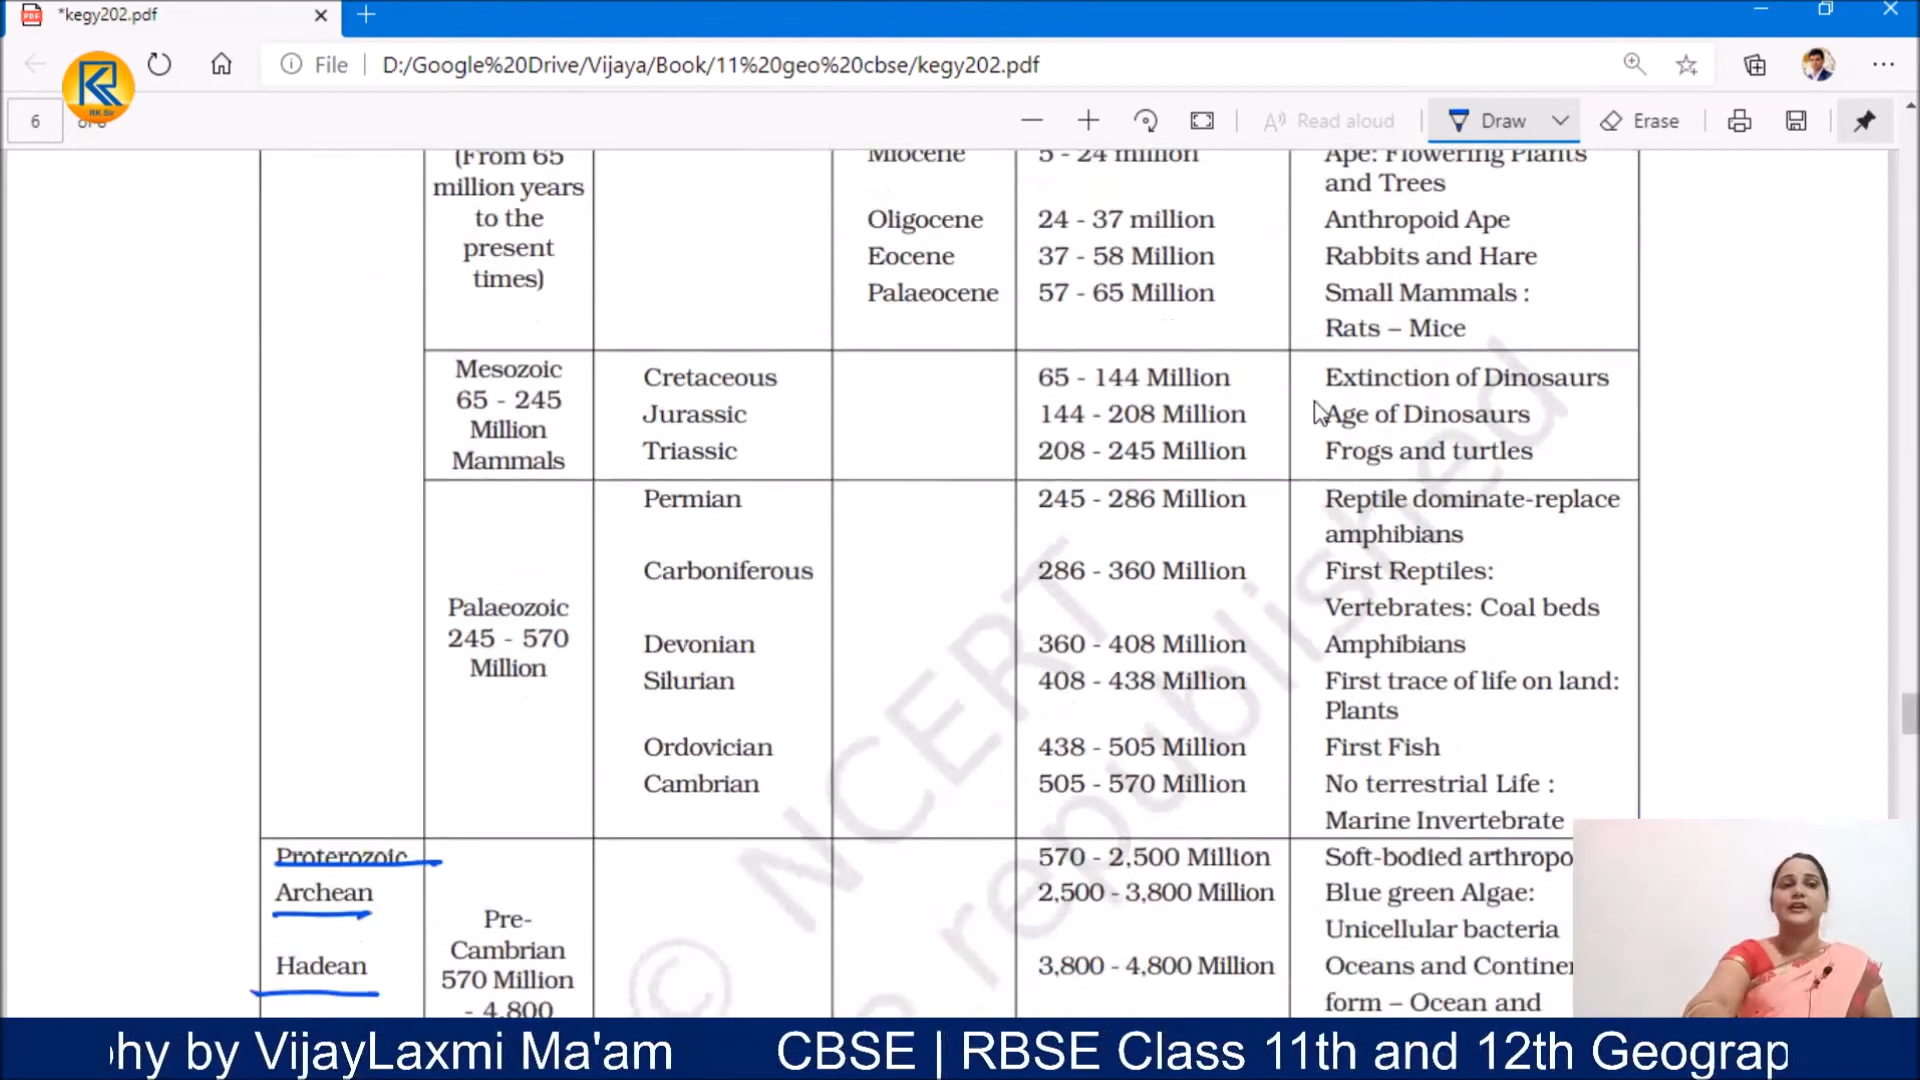 *kegy202.pdf
File
D:/Google%20Drive/Vijaya/Book/11%20geo%20cbse/kegy202.pdf
RK Sir
6
Read aloud
Draw
Erase
(From 65 million years to the present times)
Miocene 5 - 24 million Ape: Flowering Plants
and Trees
Oligocene 24 - 37 million Anthropoid Ape
Eocene 37 - 58 Million Rabbits and Hare
Palaeocene 57 - 65 Million Small Mammals :
Rats – Mice
Mesozoic
65 - 245
Million
Mammals
Cretaceous 65 - 144 Million Extinction of Dinosaurs
Jurassic 144 - 208 Million Age of Dinosaurs
Triassic 208 - 245 Million Frogs and turtles
Palaeozoic
245 - 570
Million
Permian 245 - 286 Million Reptile dominate-replace
amphibians
Carboniferous 286 - 360 Million First Reptiles:
Vertebrates: Coal beds
Devonian 360 - 408 Million Amphibians
Silurian 408 - 438 Million First trace of life on land:
Plants
Ordovician 438 - 505 Million First Fish
Cambrian 505 - 570 Million No terrestrial Life :
Marine Invertebrate
Proterozoic 570 - 2,500 Million Soft-bodied arthropo
Archean 2,500 - 3,800 Million Blue green Algae:
Unicellular bacteria
Hadean 3,800 - 4,800 Million Oceans and Contine
form – Ocean and
Pre-
Cambrian
570 Million
- 4,800
© NCERT
republished
hy by VijayLaxmi Ma'am CBSE | RBSE Class 11th and 12th Geograp